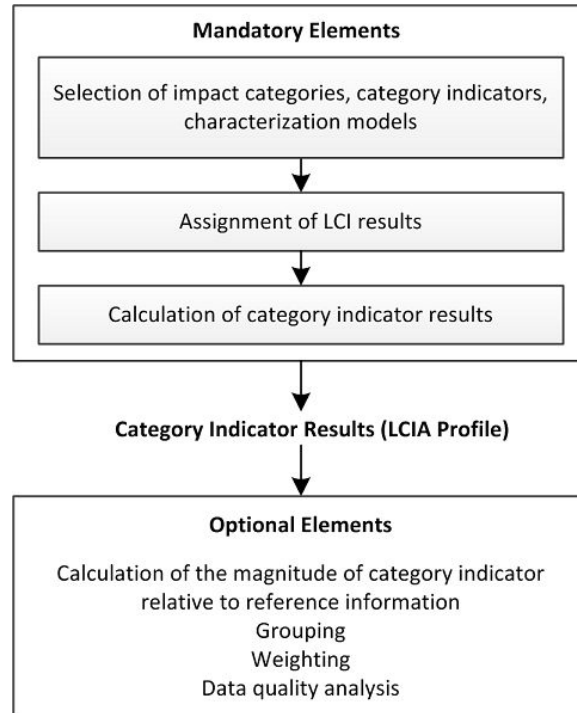 Mandatory Elements
Selection of impact categories, category indicators,
characterization models
Assignment of LCI results
Calculation of category indicator results
Category Indicator Results (LCIA Profile)
Optional Elements
Calculation of the magnitude of category indicator
relative to reference information
Grouping
Weighting
Data quality analysis